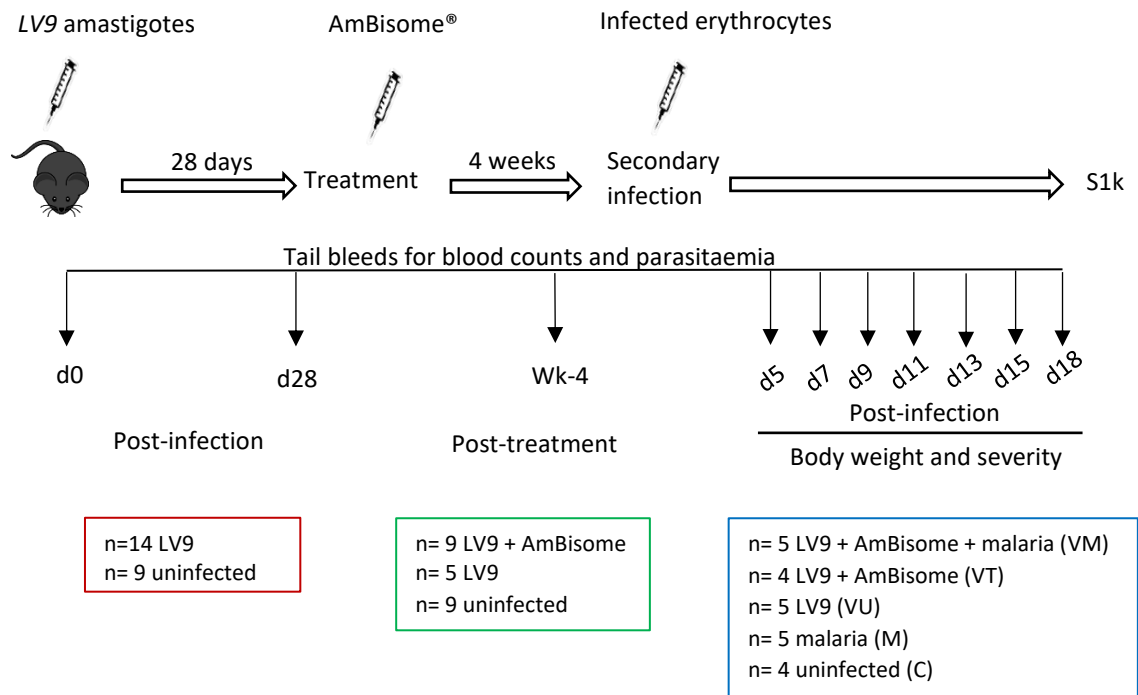 LV9 amastigotes
AmBisome®
Infected erythrocytes
28 days
Treatment
4 weeks
Secondary
infection
S1k
Tail bleeds for blood counts and parasitaemia
d0
d28
Wk-4
d5
d7
d9
d11
d13
d15
d18
Post-infection
Post-treatment
Post-infection
Body weight and severity
n=14 LV9
n= 9 uninfected
n= 9 LV9 + AmBisome
n= 5 LV9
n= 9 uninfected
n= 5 LV9 + AmBisome + malaria (VM)
n= 4 LV9 + AmBisome (VT)
n= 5 LV9 (VU)
n= 5 malaria (M)
n= 4 uninfected (C)